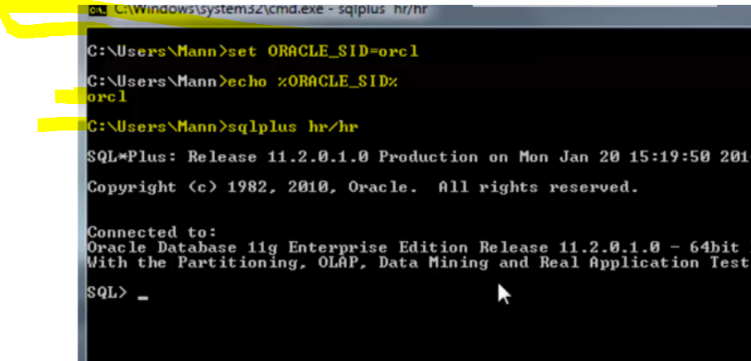 C:\Windows\system32\cmd.exe - sqlplus hr/hr
C:\Users\Mann>set ORACLE_SID=orcl
C:\Users\Mann>echo %ORACLE_SID%
orcl
C:\Users\Mann>sqlplus hr/hr
SQL*Plus: Release 11.2.0.1.0 Production on Mon Jan 20 15:19:50 201
Copyright (c) 1982, 2010, Oracle.  All rights reserved.
Connected to:
Oracle Database 11g Enterprise Edition Release 11.2.0.1.0 - 64bit
With the Partitioning, OLAP, Data Mining and Real Application Test
SQL> _